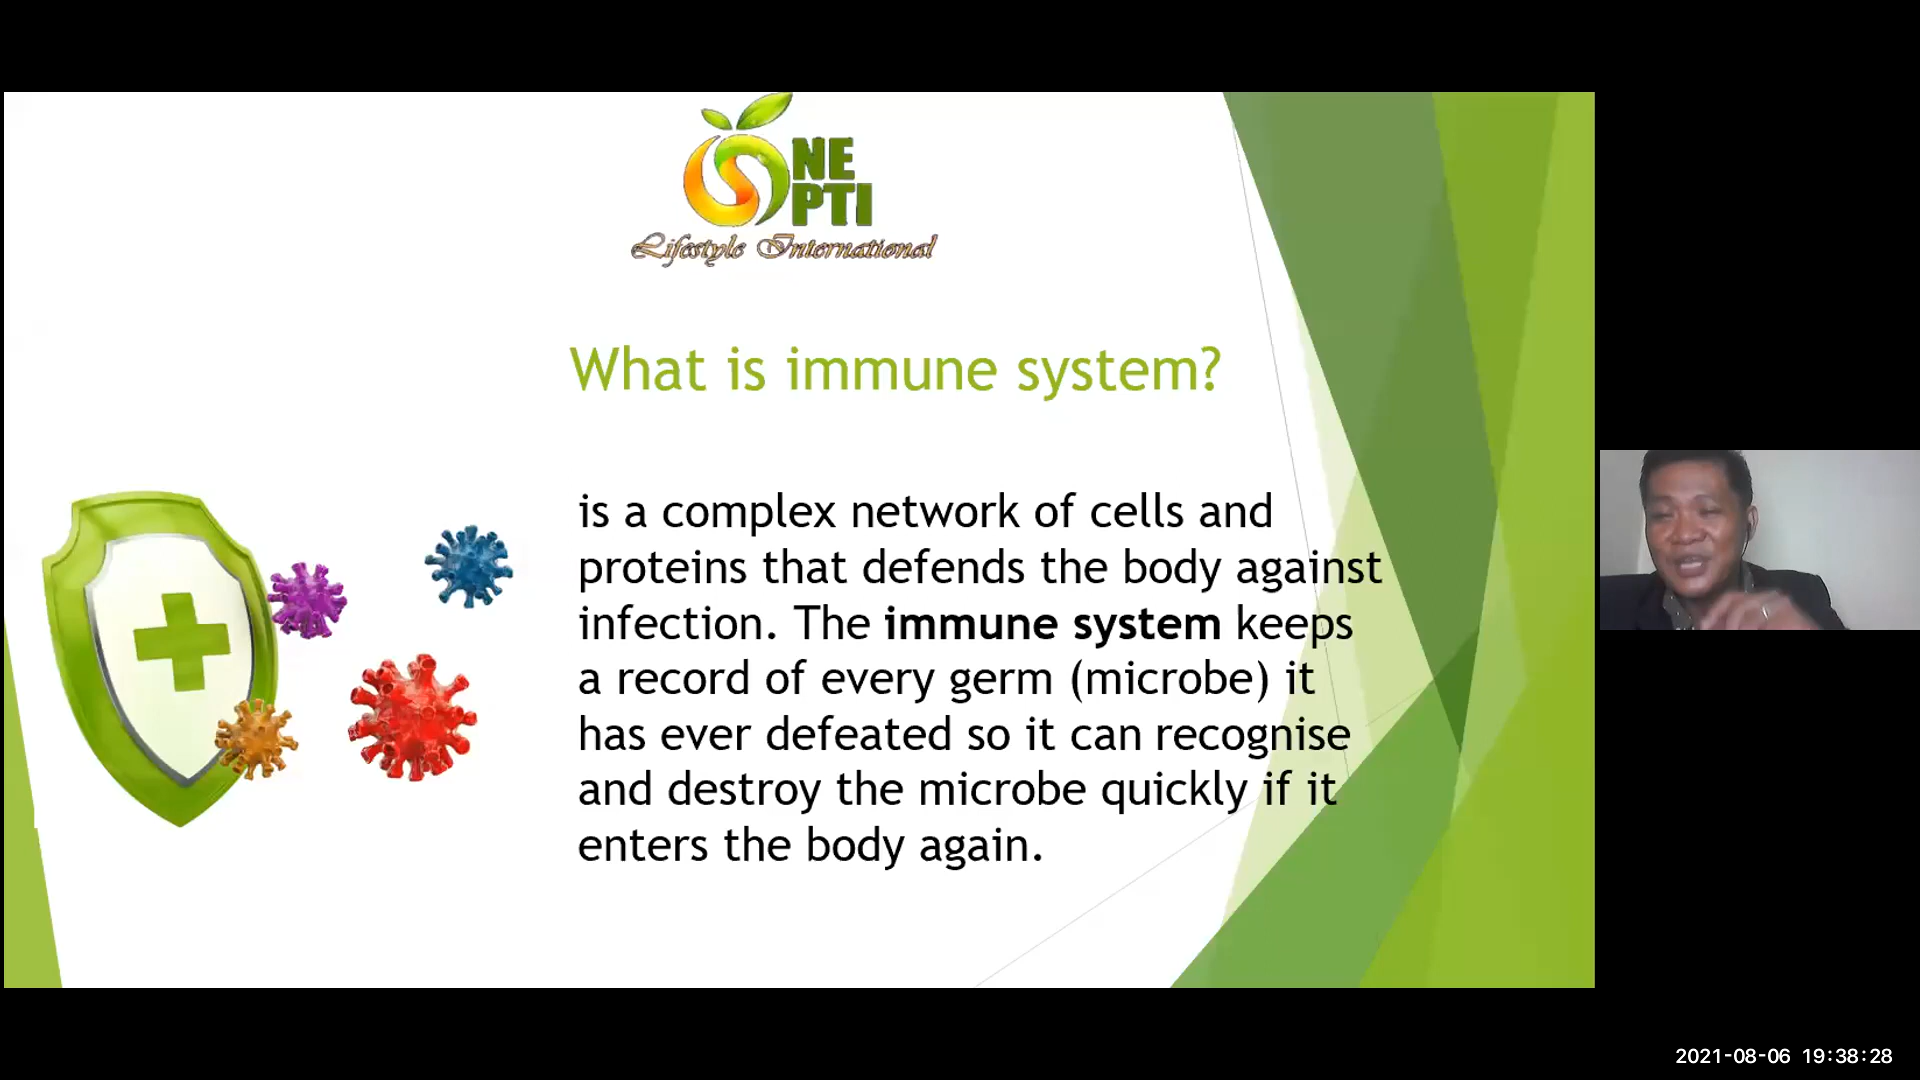 NE
PTI
Lifestyle International
What is immune system?
is a complex network of cells and
proteins that defends the body against
infection. The immune system keeps
a record of every germ (microbe) it
has ever defeated so it can recognise
and destroy the microbe quickly if it
enters the body again.
2021-08-06 19:38:28